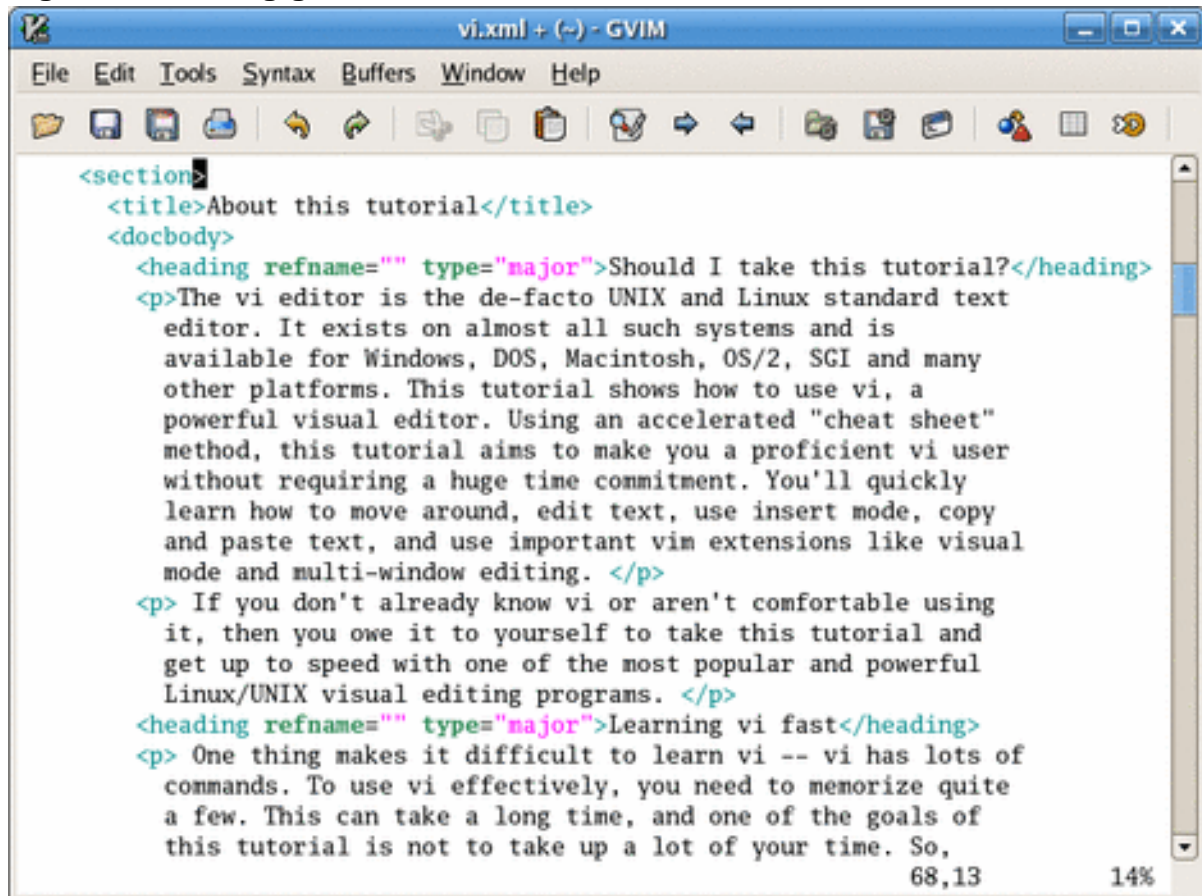 vi.xml + (~) - GVIM
File Edit Tools Syntax Buffers Window Help
<section>
<title>About this tutorial</title>
<docbody>
<heading refname="" type="major">Should I take this tutorial?</heading>
<p>The vi editor is the de-facto UNIX and Linux standard text
editor. It exists on almost all such systems and is
available for Windows, DOS, Macintosh, OS/2, SGI and many
other platforms. This tutorial shows how to use vi, a
powerful visual editor. Using an accelerated "cheat sheet"
method, this tutorial aims to make you a proficient vi user
without requiring a huge time commitment. You'll quickly
learn how to move around, edit text, use insert mode, copy
and paste text, and use important vim extensions like visual
mode and multi-window editing. </p>
<p> If you don't already know vi or aren't comfortable using
it, then you owe it to yourself to take this tutorial and
get up to speed with one of the most popular and powerful
Linux/UNIX visual editing programs. </p>
<heading refname="" type="major">Learning vi fast</heading>
<p> One thing makes it difficult to learn vi -- vi has lots of
commands. To use vi effectively, you need to memorize quite
a few. This can take a long time, and one of the goals of
this tutorial is not to take up a lot of your time. So,
68,13 14%